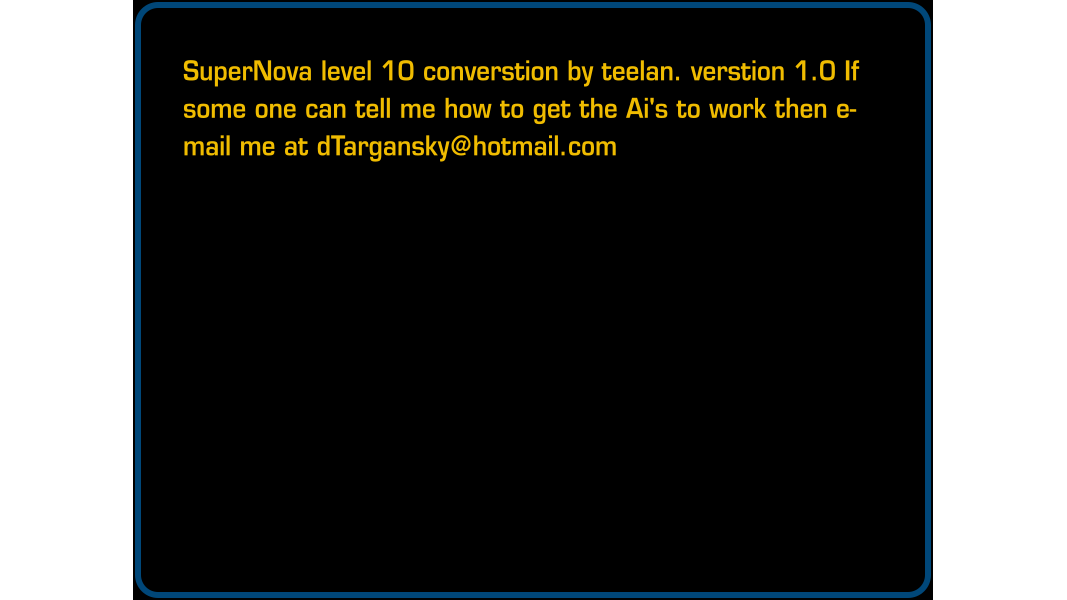 SuperNova level 10 converstion by teelan. verstion 1.0 If
some one can tell me how to get the Ai's to work then e-
mail me at dTargansky@hotmail.com